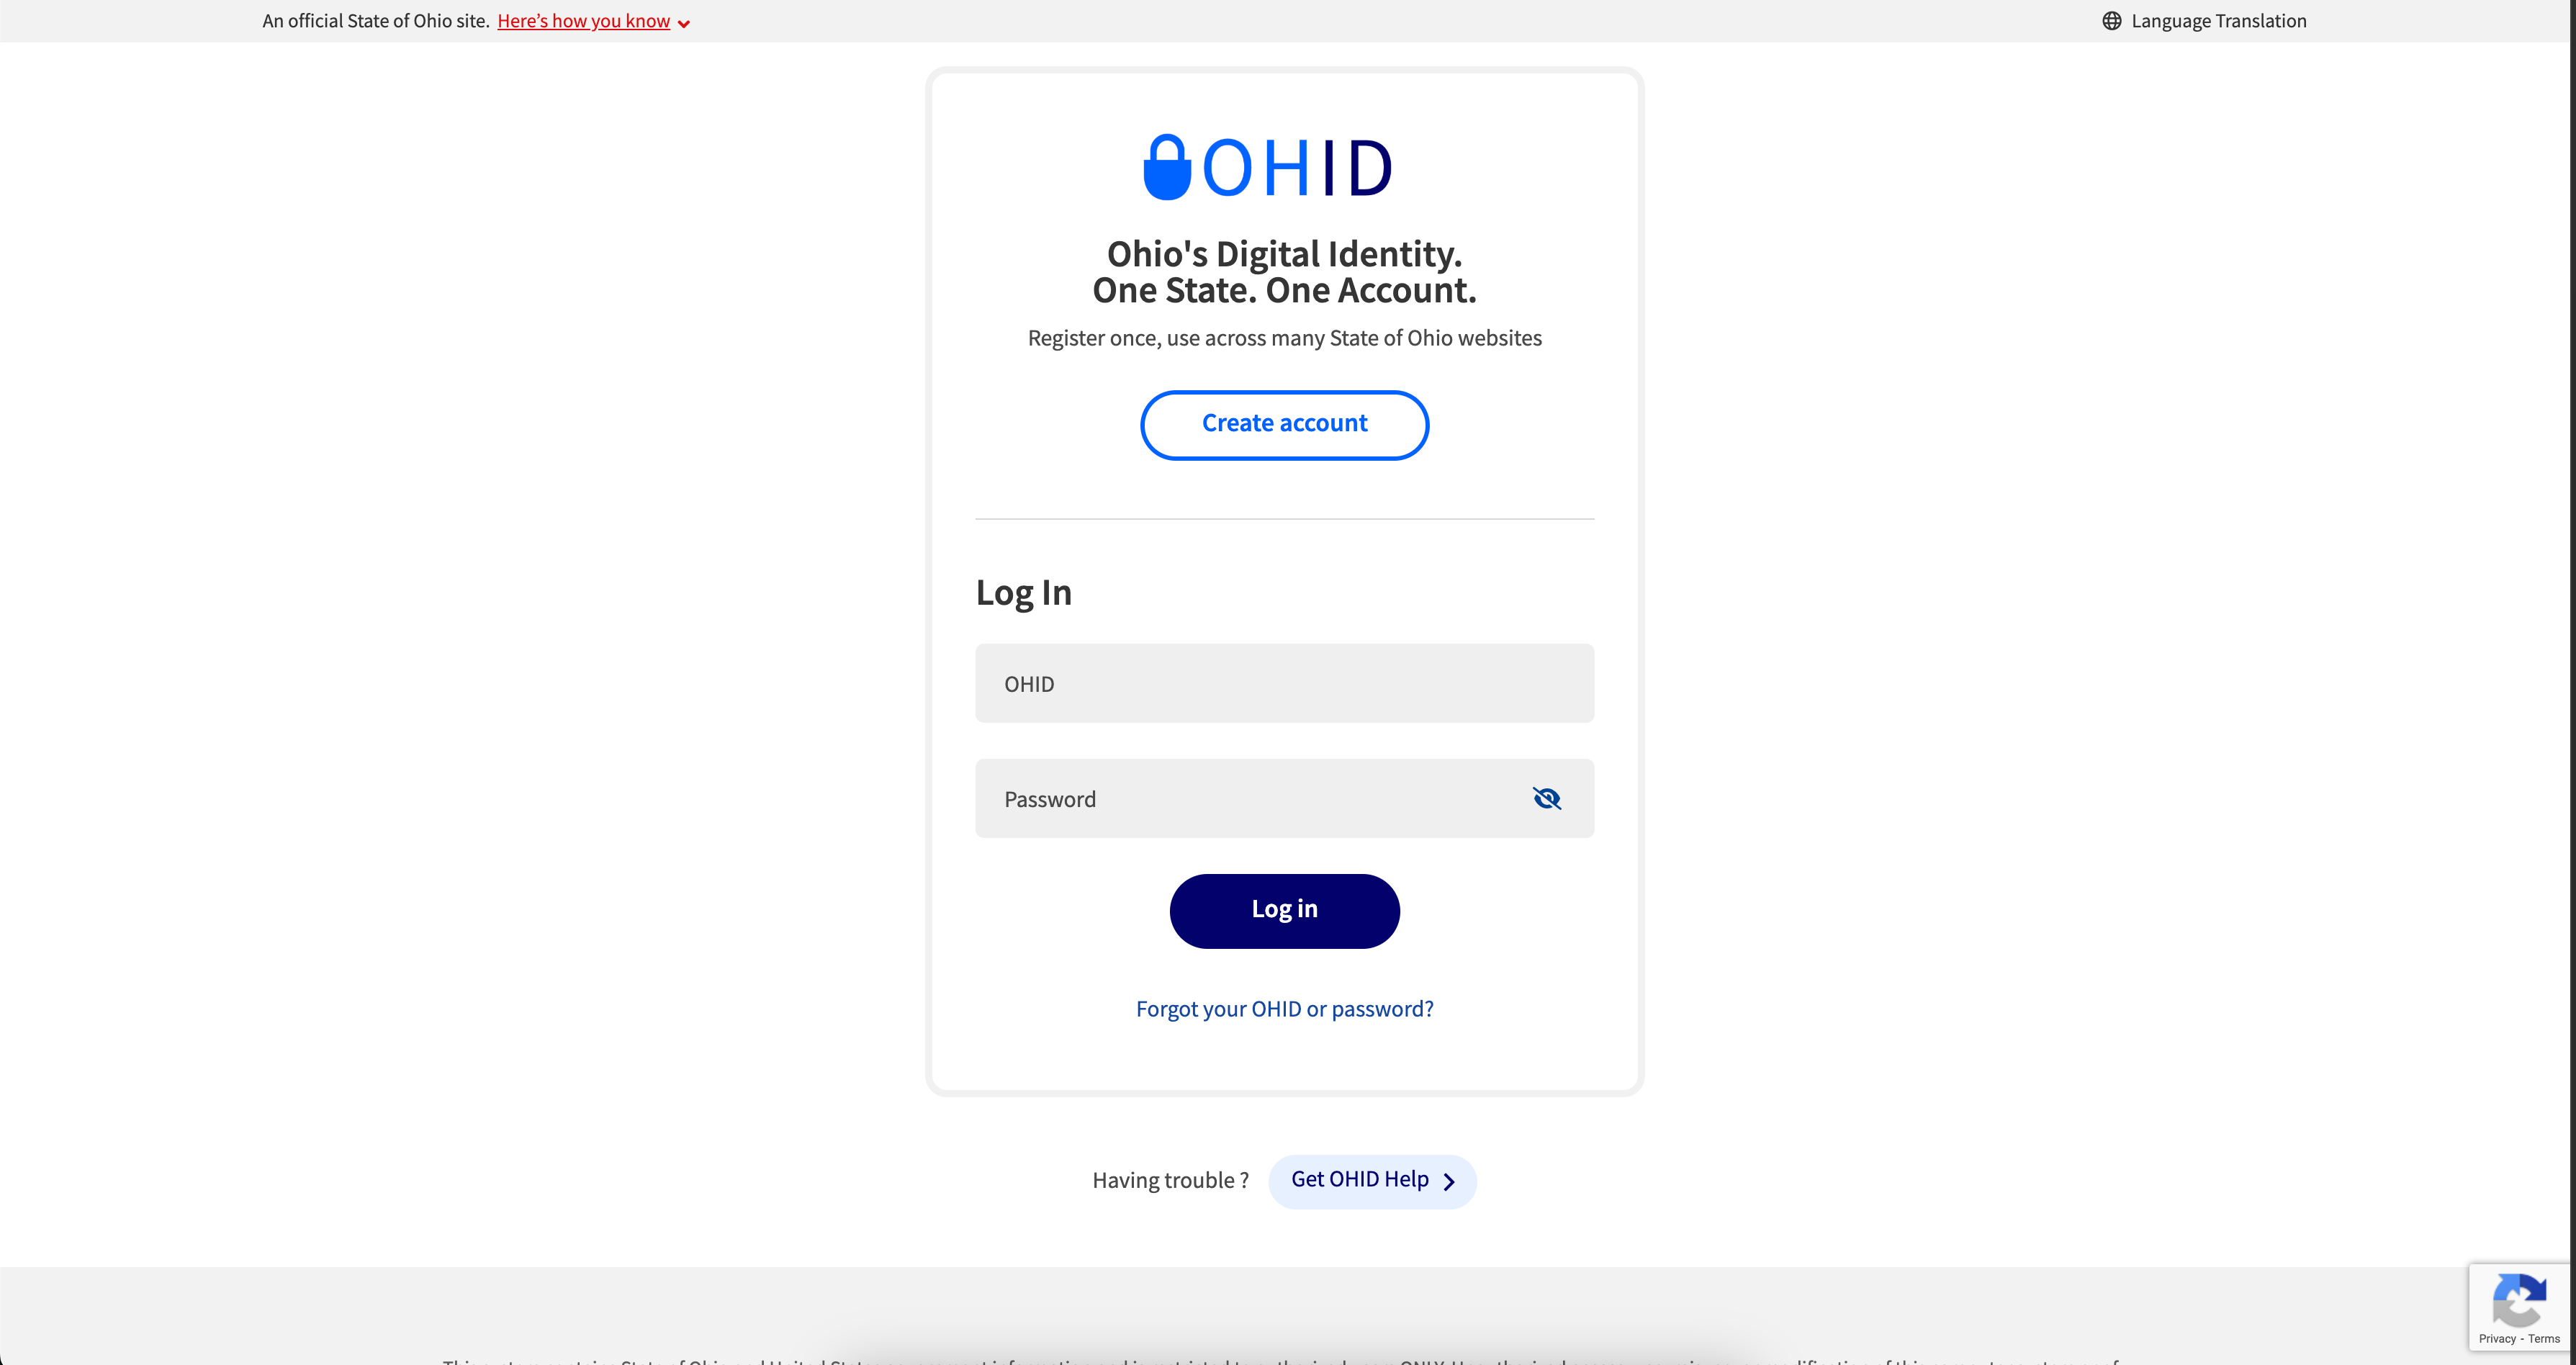 An official State of Ohio site. Here’s how you know
Language Translation
OHID
Ohio's Digital Identity.
One State. One Account.
Register once, use across many State of Ohio websites
Create account
Log In
OHID
Password
Log in
Forgot your OHID or password?
Having trouble ?
Get OHID Help
Privacy - Terms